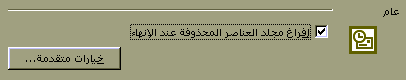 عام
إفراغ مجلد العناصر المحذوفة عند الإنهاء
خيارات متقدمة...